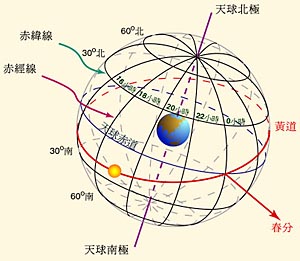 天球北極
60°北
赤緯線
30°北
赤經線
16小時
18小時
20小時
22小時
0小時
黃道
天球赤道
30°南
60°南
春分
天球南極